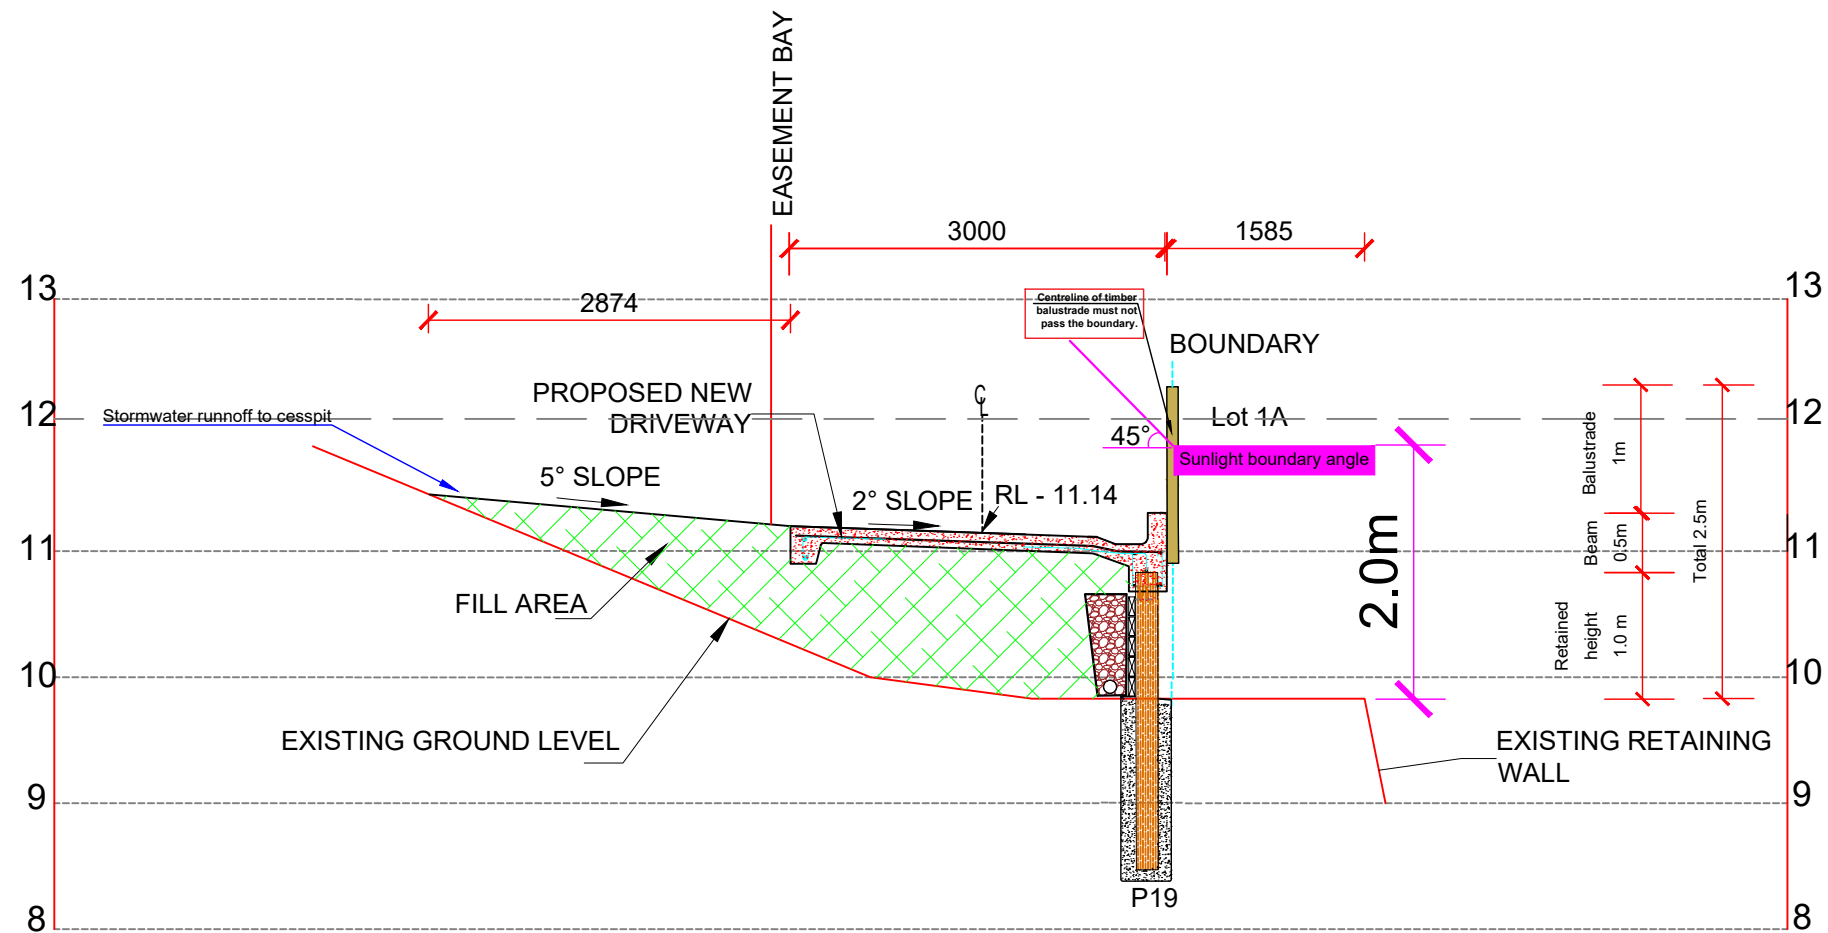 EASEMENT BAY
3000
1585
13
13
2874
Centreline of timber
balustrade must not
pass the boundary.
BOUNDARY
PROPOSED NEW
DRIVEWAY
CL
12
Stormwater runnoff to cesspit
45°
Lot 1A
12
Sunlight boundary angle
Balustrade
1m
5° SLOPE
2° SLOPE
RL - 11.14
2.0m
Beam
0.5m
Total 2.5m
11
11
FILL AREA
Retained
height
1.0 m
10
10
EXISTING GROUND LEVEL
EXISTING RETAINING
WALL
9
9
P19
8
8